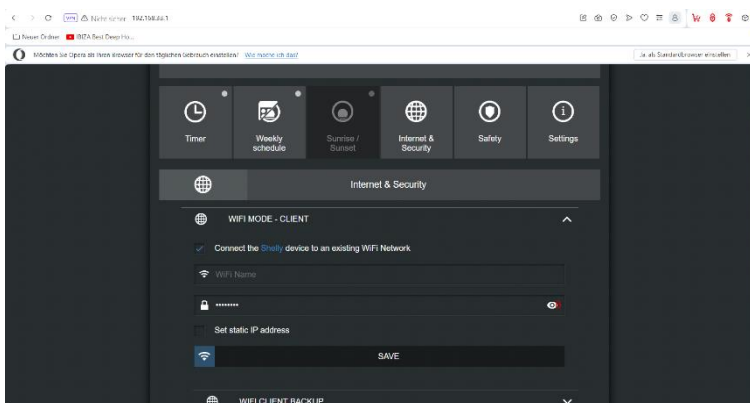 VPN Nicht sicher 192.168.33.1
Neuer Ordner IBIZA Best Deep Ho...
Möchten Sie Opera als Ihren Browser für den täglichen Gebrauch einstellen? Wie mache ich das? Ja, als Standardbrowser einstellen
Timer
Weekly schedule
Sunrise / Sunset
Internet & Security
Safety
Settings
Internet & Security
WIFI MODE - CLIENT
Connect the Shelly device to an existing WiFi Network
WiFi Name
••••••••
Set static IP address
SAVE
WIFI CLIENT BACKUP